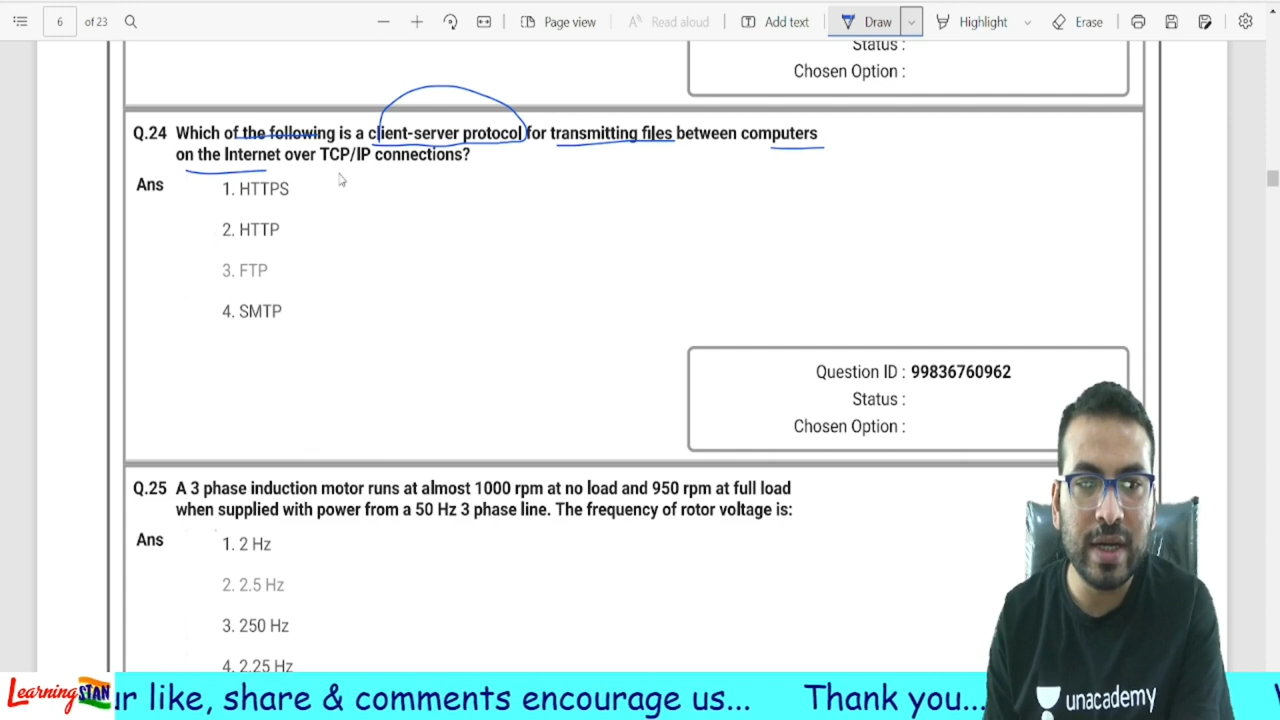 6 of 23 Page view Read aloud Add text Draw Highlight Erase
Status :
Chosen Option :
Q.24 Which of the following is a client-server protocol for transmitting files between computers
on the Internet over TCP/IP connections?
Ans
1. HTTPS
2. HTTP
3. FTP
4. SMTP
Question ID : 99836760962
Status :
Chosen Option :
Q.25 A 3 phase induction motor runs at almost 1000 rpm at no load and 950 rpm at full load
when supplied with power from a 50 Hz 3 phase line. The frequency of rotor voltage is:
Ans
1. 2 Hz
2. 2.5 Hz
3. 250 Hz
4. 2.25 Hz
unacademy
Learning STAN
ur like, share & comments encourage us... Thank you...